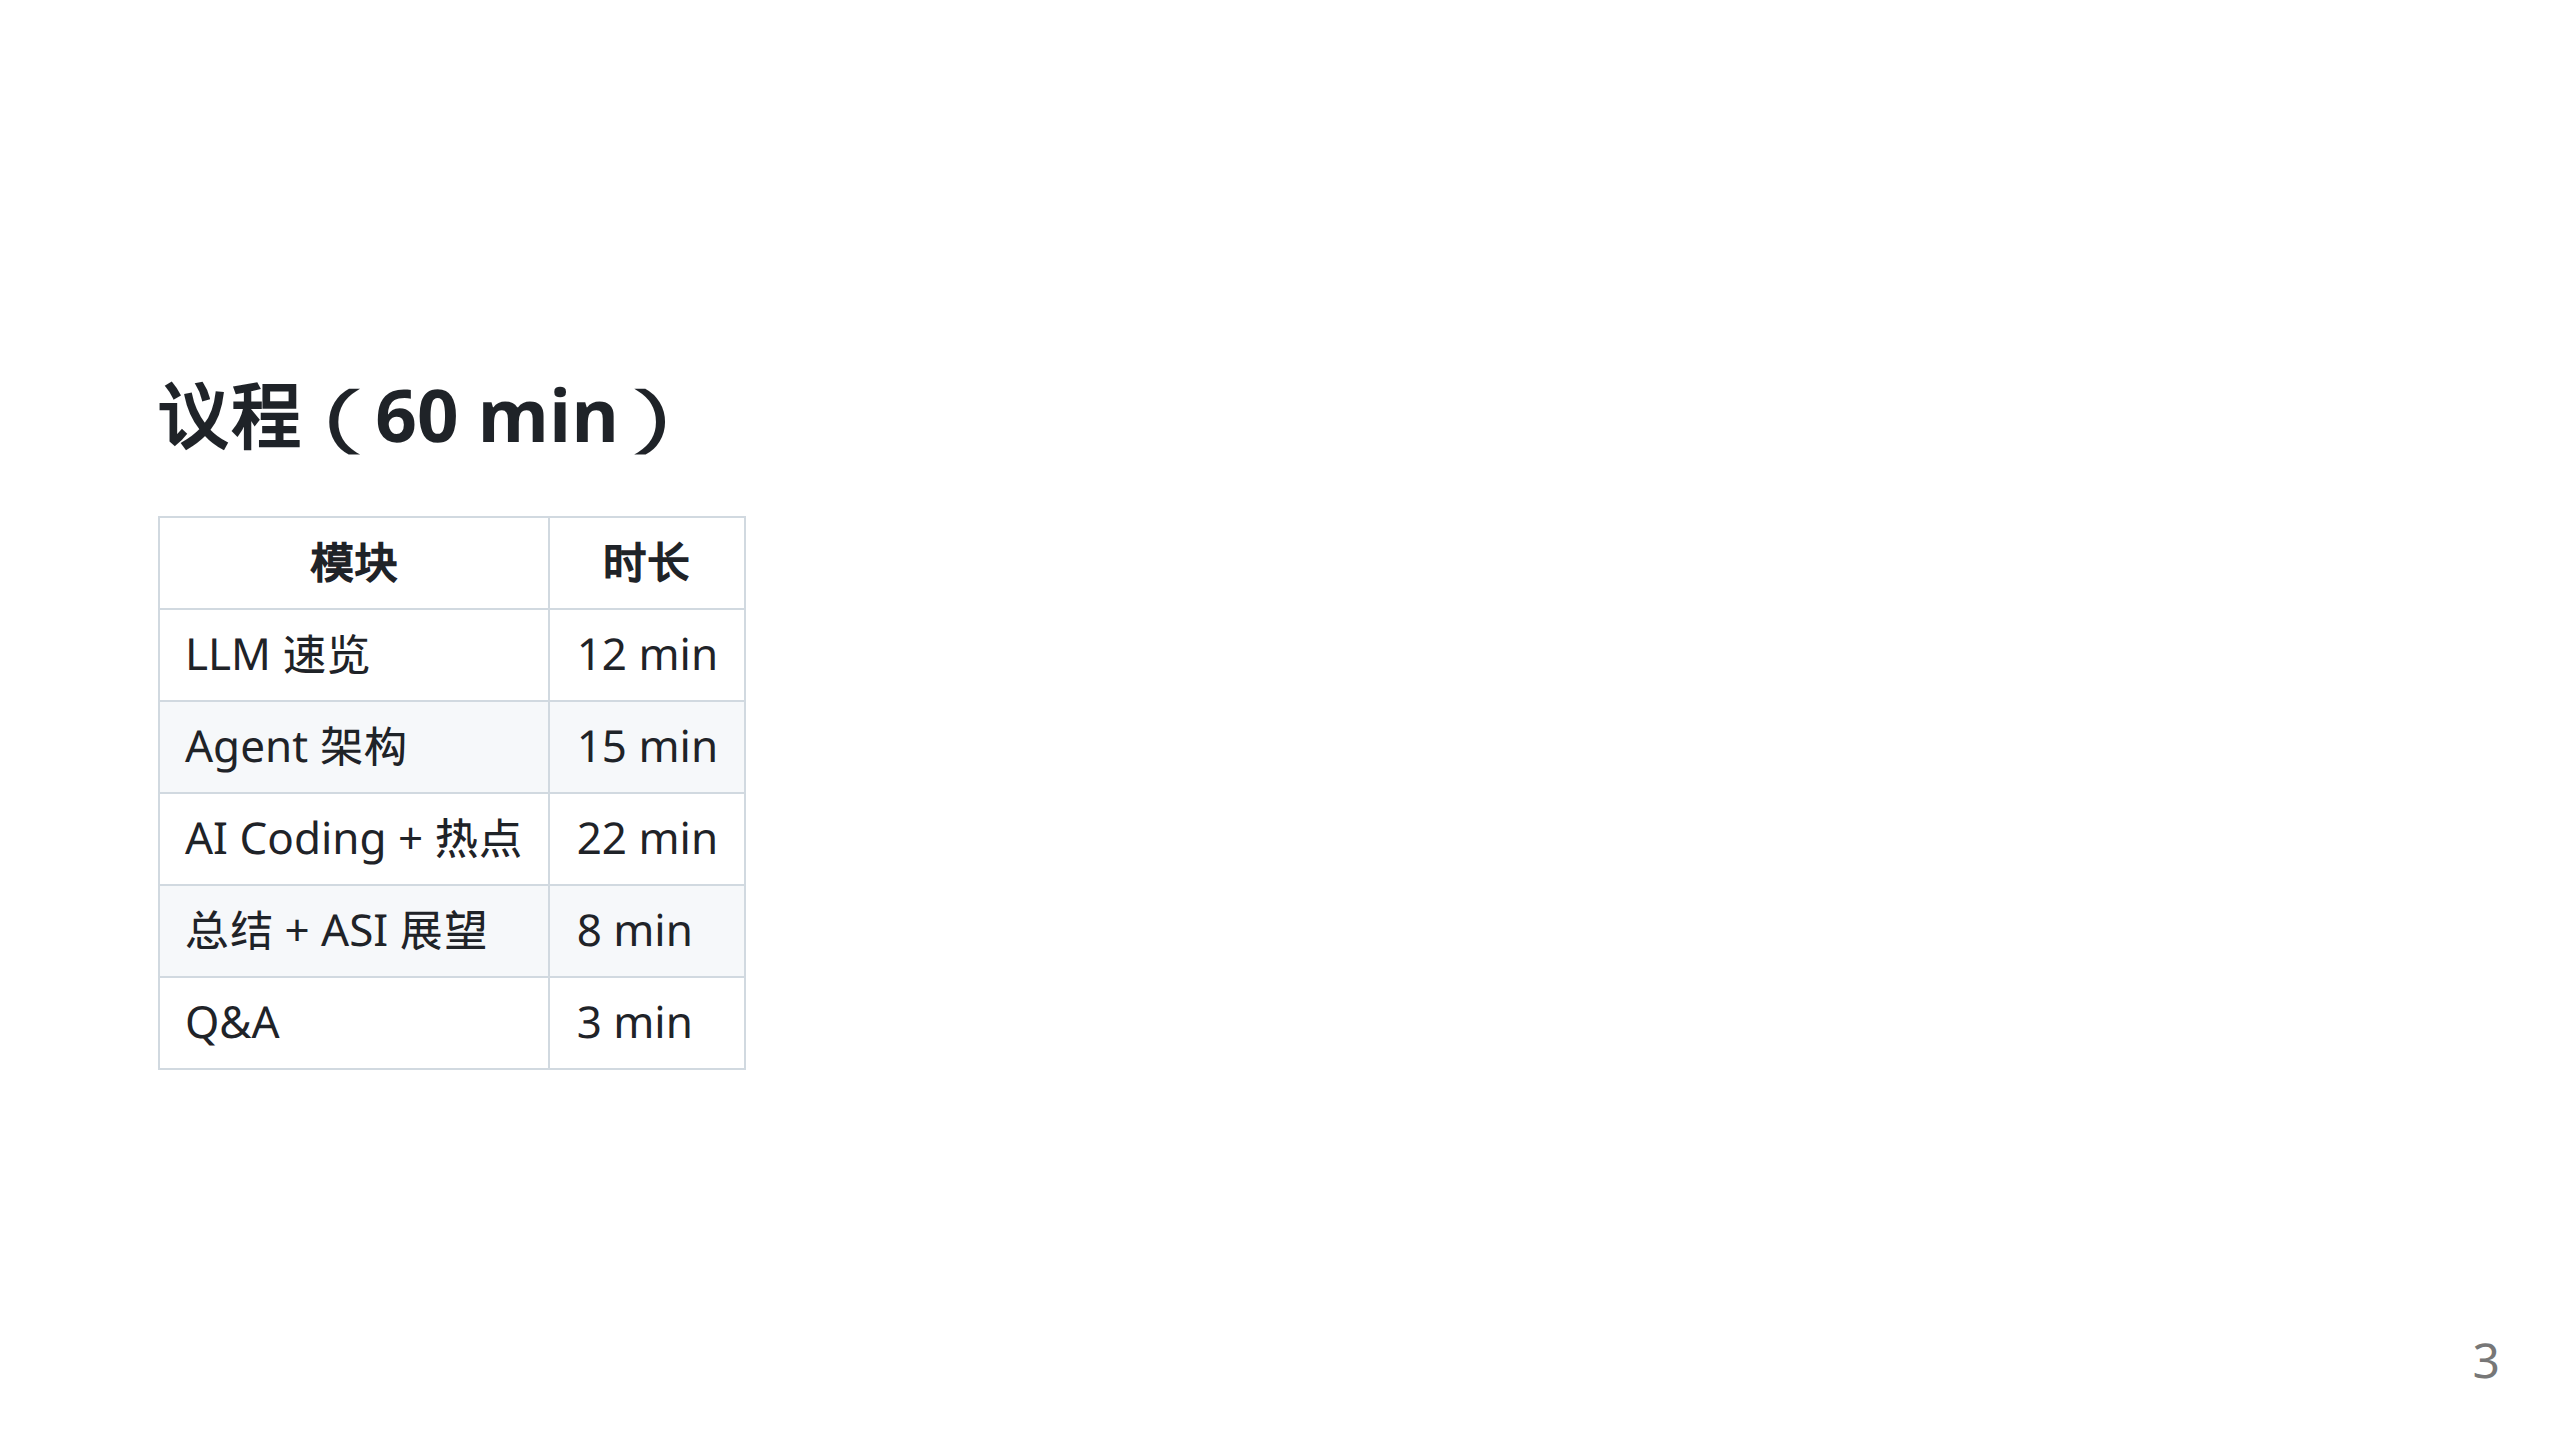 议程（60 min）
模块 时长
LLM 速览 12 min
Agent 架构 15 min
AI Coding + 热点 22 min
总结 + ASI 展望 8 min
Q&A 3 min
3